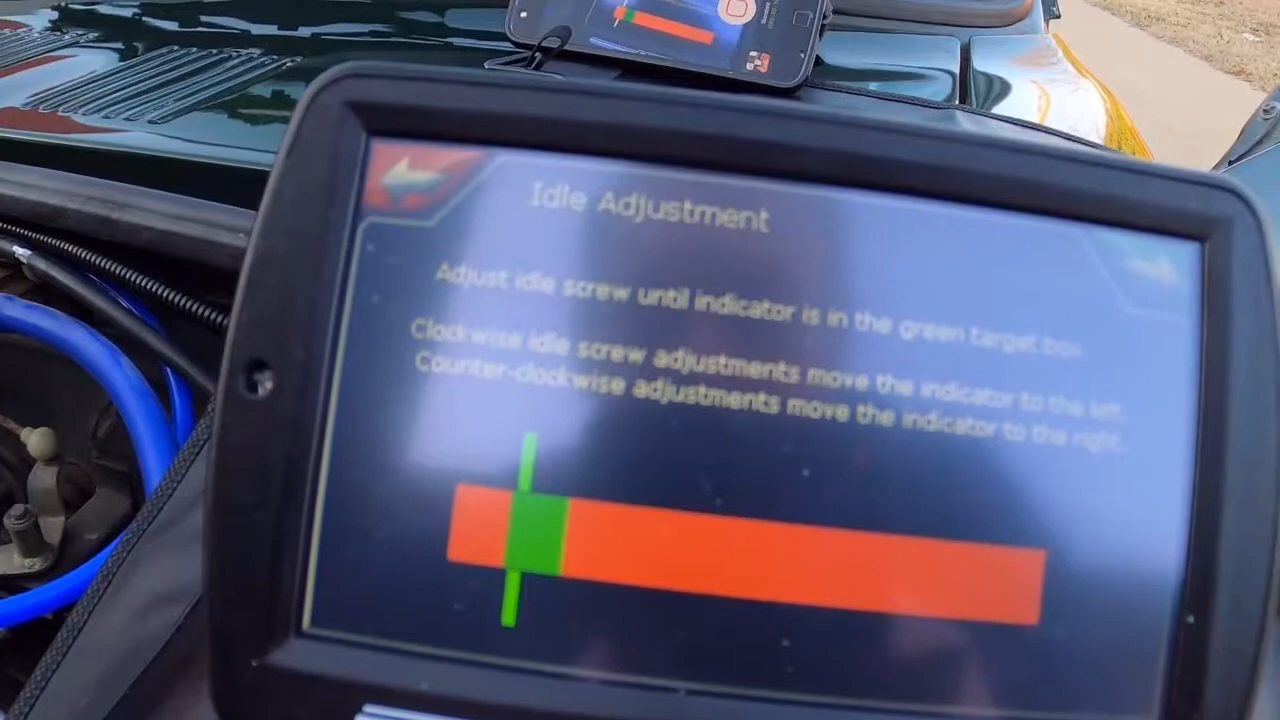 Idle Adjustment
Adjust idle screw until indicator is in the green target box.
Clockwise idle screw adjustments move the indicator to the left.
Counter-clockwise adjustments move the indicator to the right.